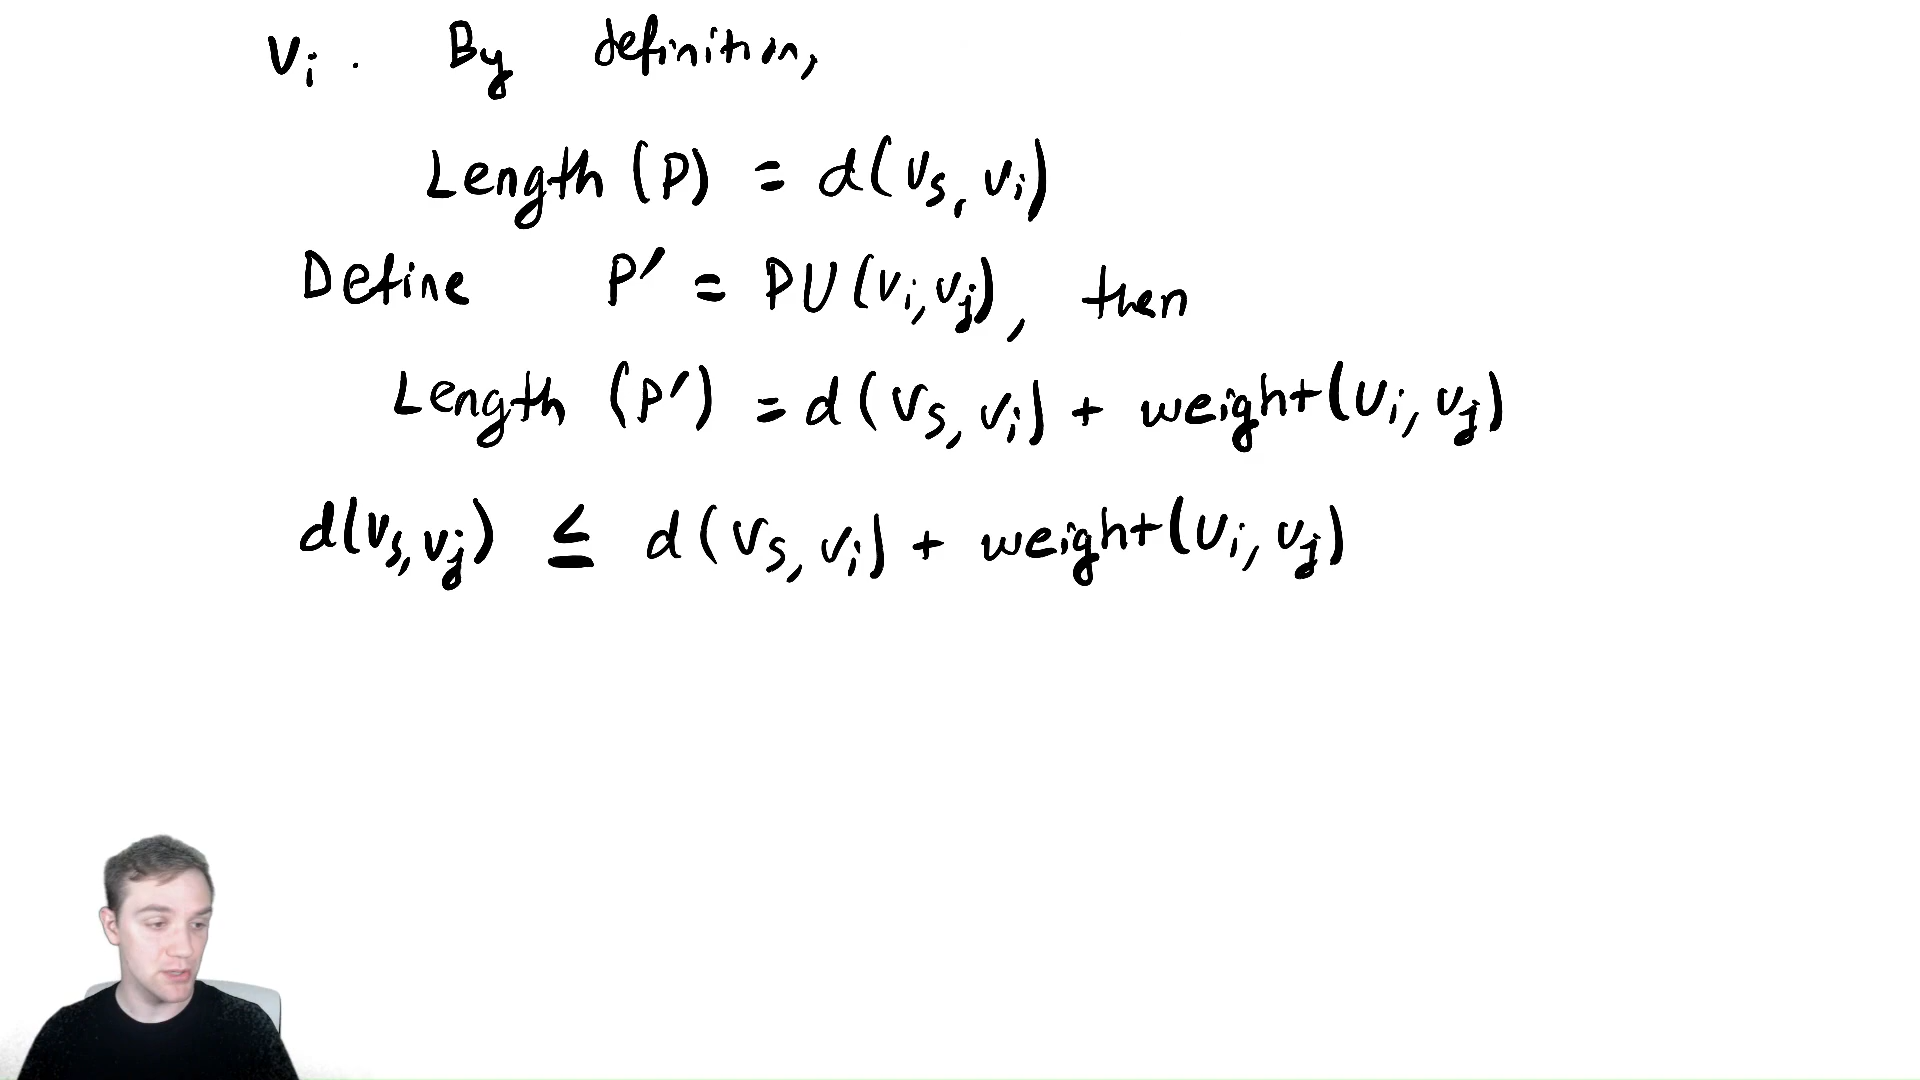 Vi. By definition,
Length (P) = d(Vs, Vi)
Define P' = PU(Vi, Vj), then
Length (P') = d(Vs, Vi) + weight(Vi, Vj)
d(Vs, Vj) ≤ d(Vs, Vi) + weight(Vi, Vj)